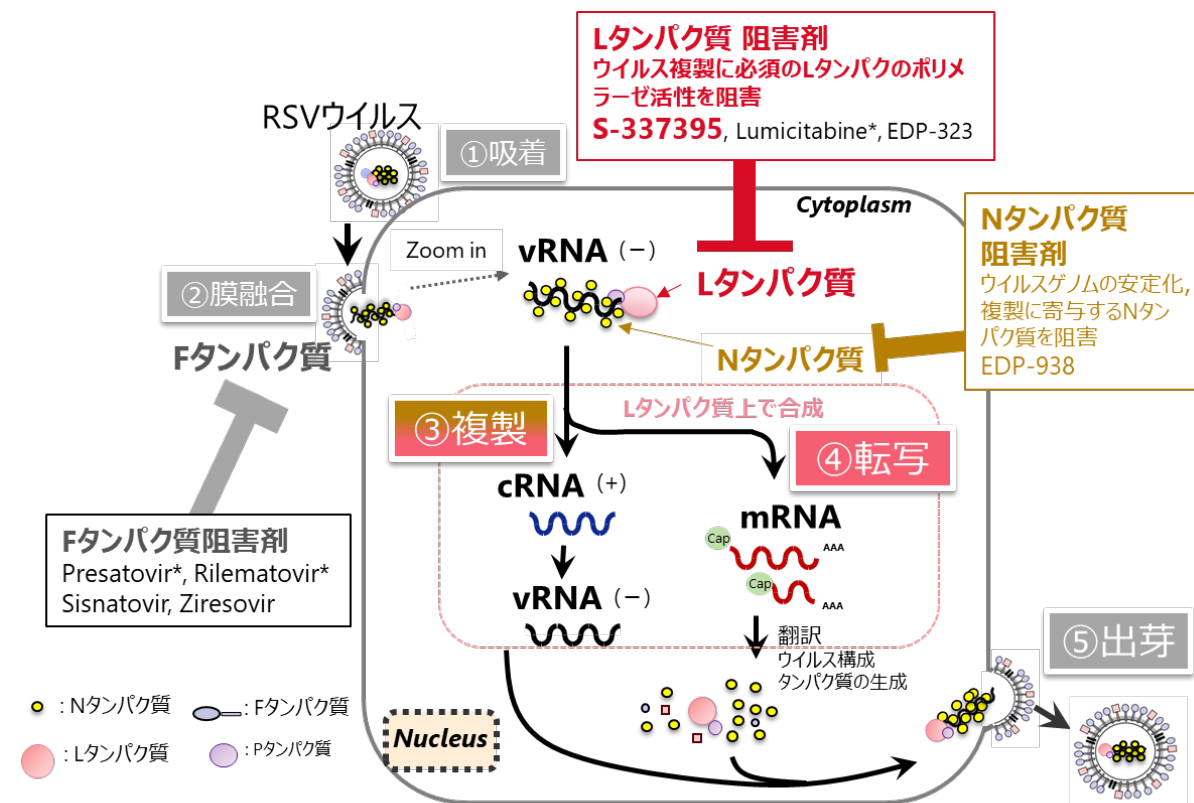 Lタンパク質 阻害剤
ウイルス複製に必須のLタンパクのポリメ
ラーゼ活性を阻害
S-337395, Lumicitabine*, EDP-323
RSVウイルス
①吸着
Cytoplasm
Nタンパク質
阻害剤
ウイルスゲノムの安定化,
複製に寄与するNタン
パク質を阻害
EDP-938
Zoom in
vRNA (－)
②膜融合
Lタンパク質
Fタンパク質
Nタンパク質
Lタンパク質上で合成
③複製
④転写
cRNA (+)
mRNA
Cap
AAA
Cap
AAA
Fタンパク質阻害剤
Presatovir*, Rilematovir*
Sisnatovir, Ziresovir
vRNA (－)
翻訳
ウイルス構成
タンパク質の生成
⑤出芽
: Nタンパク質
: Fタンパク質
: Lタンパク質
: Pタンパク質
Nucleus